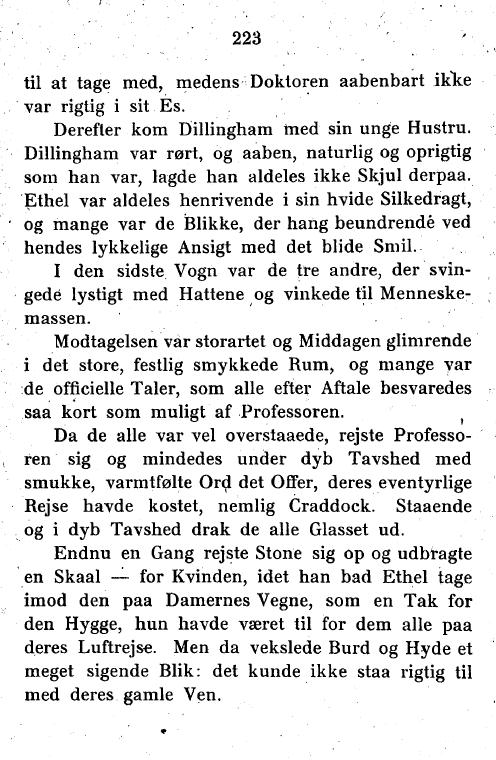 223
til at tage med, medens Doktoren aabenbart ikke
var rigtig i sit Es.
Derefter kom Dillingham med sin unge Hustru.
Dillingham var rørt, og aaben, naturlig og oprigtig
som han var, lagde han aldeles ikke Skjul derpaa.
Ethel var aldeles henrivende i sin hvide Silkedragt,
og mange var de Blikke, der hang beundrende ved
hendes lykkelige Ansigt med det blide Smil.
I den sidste Vogn var de tre andre, der svin-
gede lystigt med Hattene og vinkede til Menneske-
massen.
Modtagelsen var storartet og Middagen glimrende
i det store, festlig smykkede Rum, og mange var
de officielle Taler, som alle efter Aftale besvaredes
saa kort som muligt af Professoren.
Da de alle var vel overstaaede, rejste Professo-
ren sig og mindedes under dyb Tavshed med
smukke, varmtfølte Ord det Offer, deres eventyrlige
Rejse havde kostet, nemlig Craddock. Staaende
og i dyb Tavshed drak de alle Glasset ud.
Endnu en Gang rejste Stone sig op og udbragte
en Skaal — for Kvinden, idet han bad Ethel tage
imod den paa Damernes Vegne, som en Tak for
den Hygge, hun havde været til for dem alle paa
deres Luftrejse. Men da vekslede Burd og Hyde et
meget sigende Blik: det kunde ikke staa rigtig til
med deres gamle Ven.